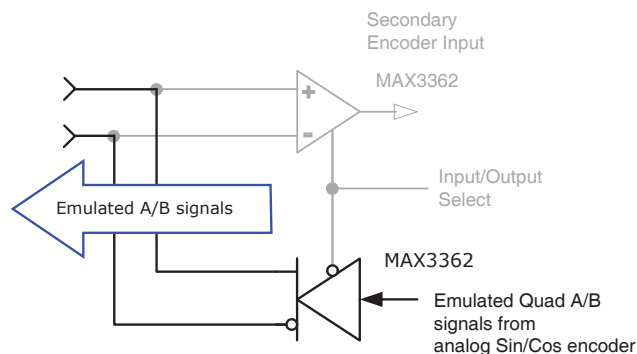 Secondary
Encoder Input
MAX3362
+
-
Input/Output
Select
Emulated A/B signals
MAX3362
Emulated Quad A/B
signals from
analog Sin/Cos encoder